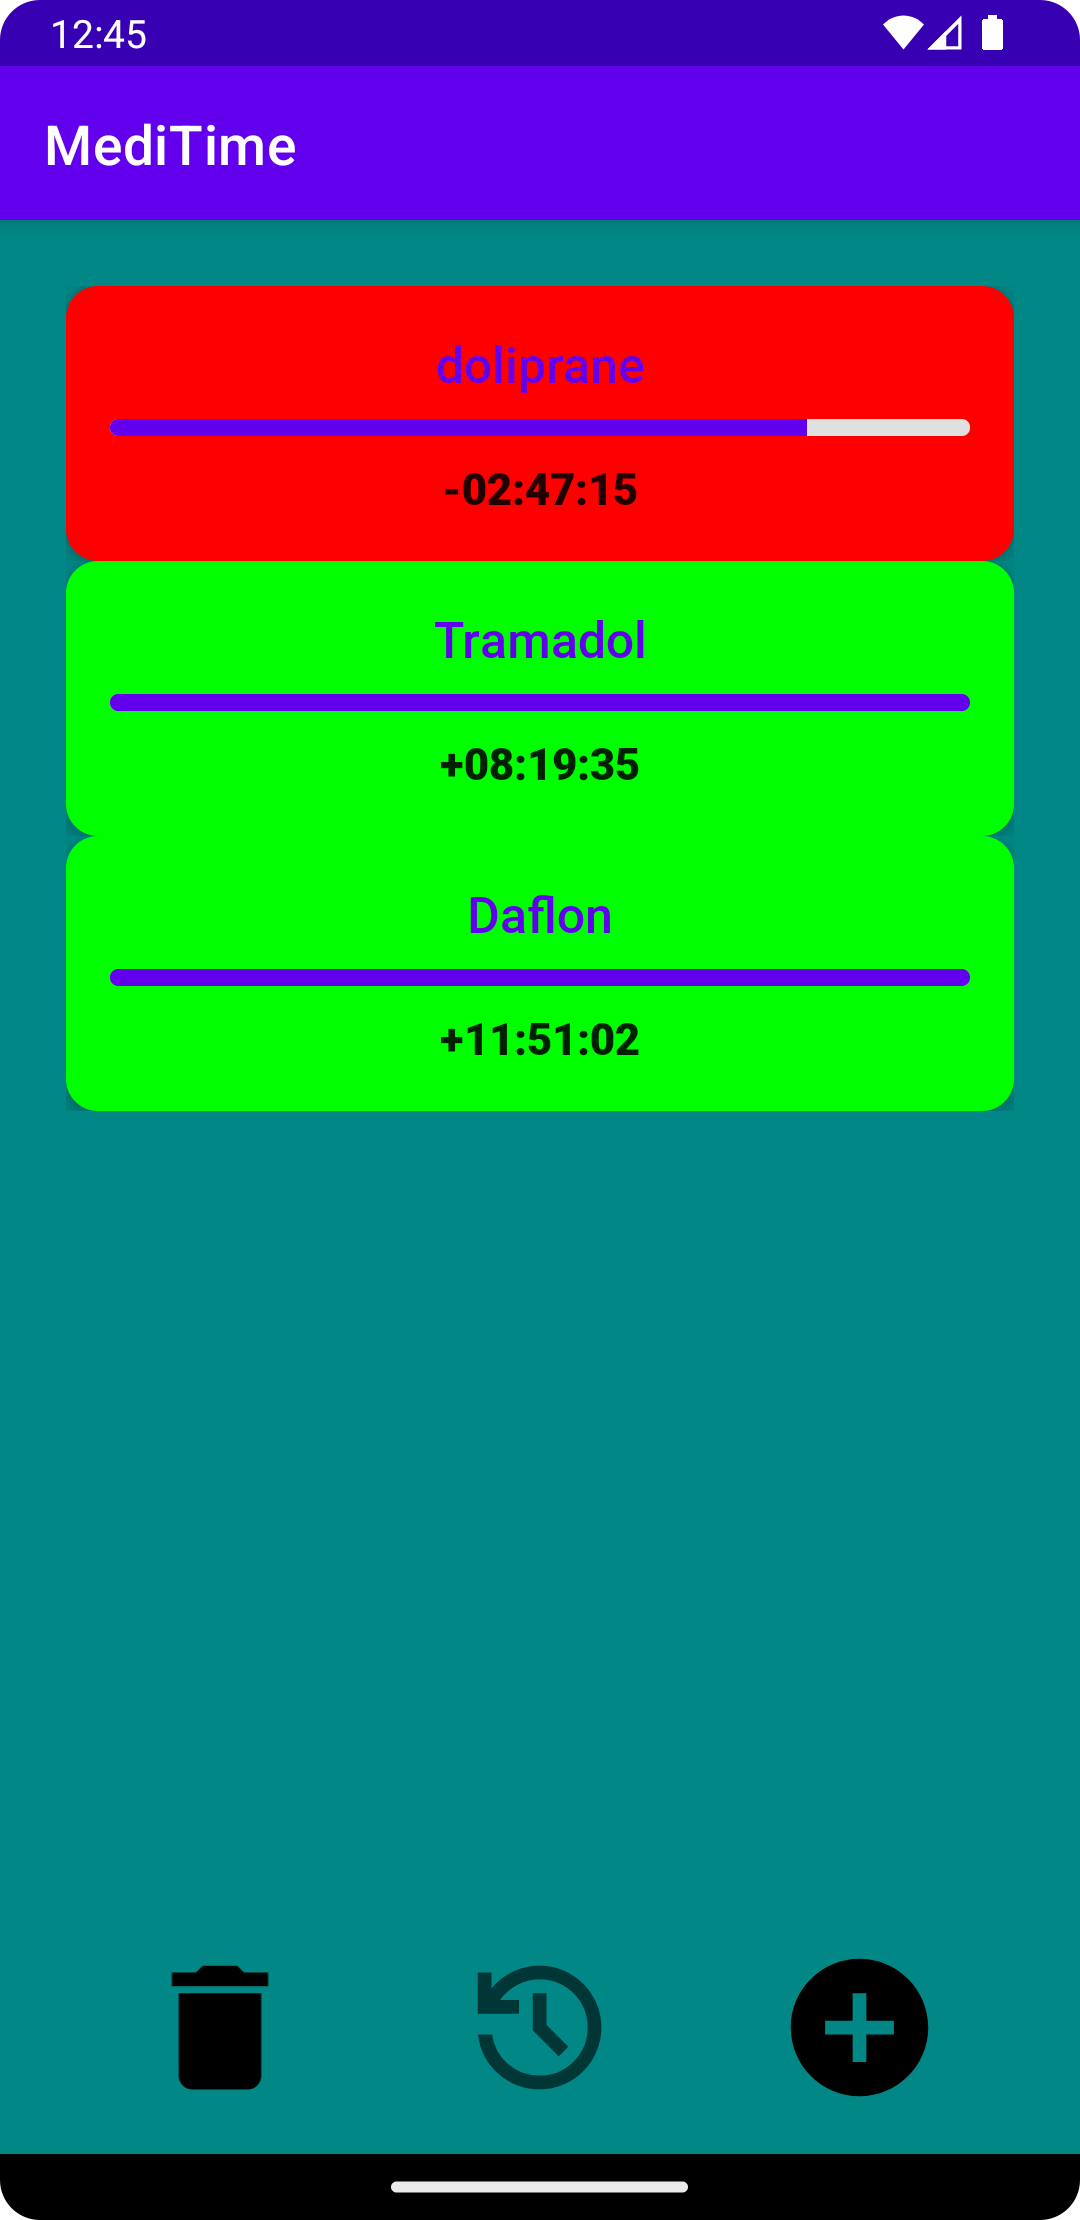 12:45
MediTime
doliprane
-02:47:15
Tramadol
+08:19:35
Daflon
+11:51:02